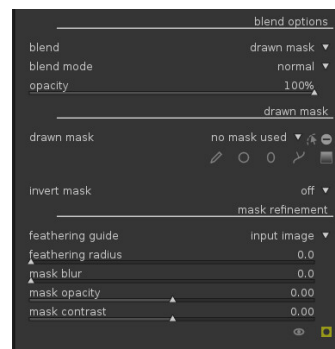 blend options
blend drawn mask
blend mode normal
opacity 100%
drawn mask
drawn mask no mask used
invert mask off
mask refinement
feathering guide input image
feathering radius 0.0
mask blur 0.0
mask opacity 0.00
mask contrast 0.00